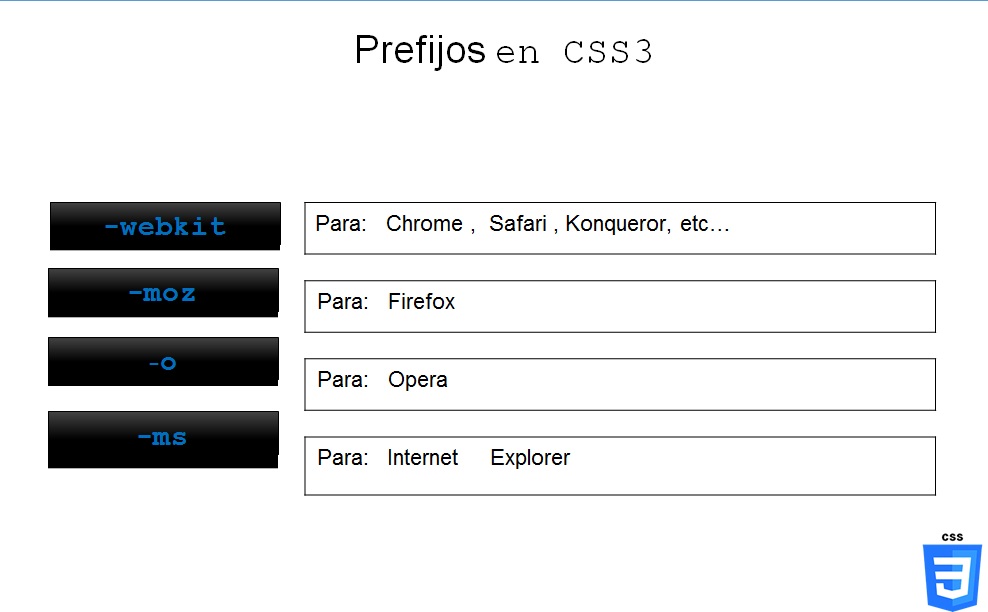 Prefijos en CSS3
-webkit
Para: Chrome , Safari , Konqueror, etc…
-moz
Para: Firefox
-o
Para: Opera
-ms
Para: Internet Explorer
CSS
3